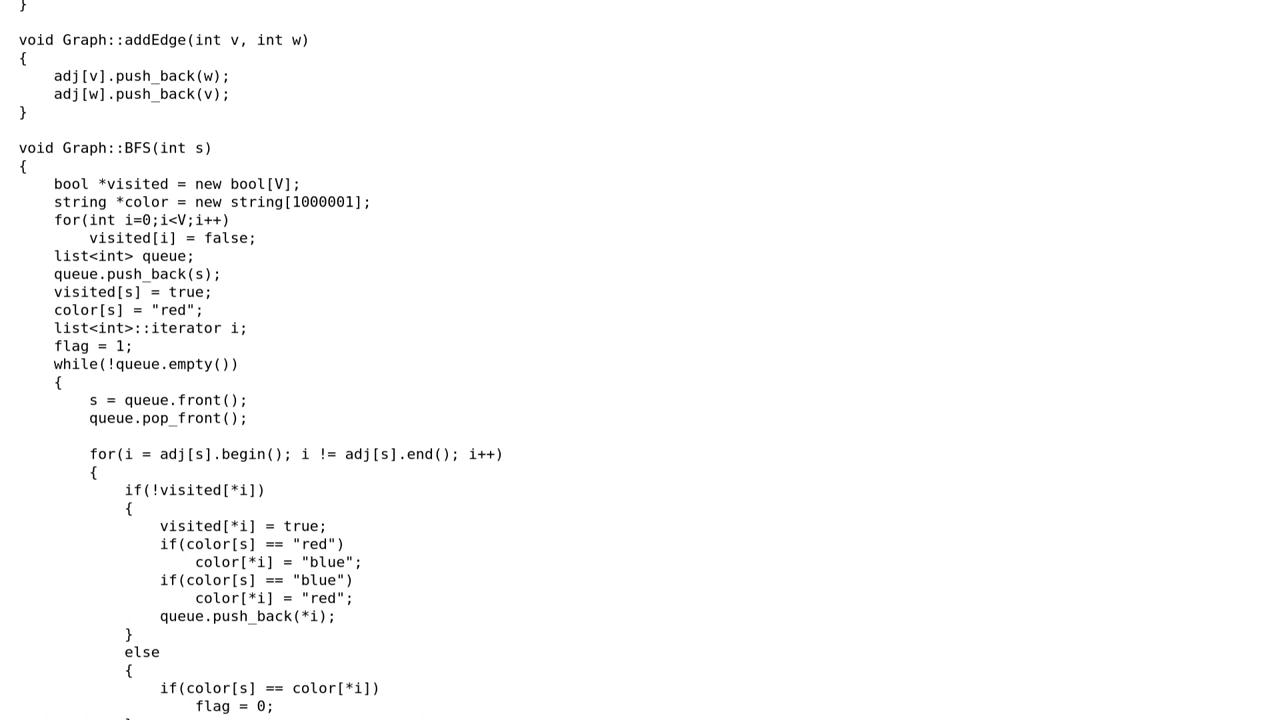 }

void Graph::addEdge(int v, int w)
{
    adj[v].push_back(w);
    adj[w].push_back(v);
}

void Graph::BFS(int s)
{
    bool *visited = new bool[V];
    string *color = new string[1000001];
    for(int i=0;i<V;i++)
        visited[i] = false;
    list<int> queue;
    queue.push_back(s);
    visited[s] = true;
    color[s] = "red";
    list<int>::iterator i;
    flag = 1;
    while(!queue.empty())
    {
        s = queue.front();
        queue.pop_front();

        for(i = adj[s].begin(); i != adj[s].end(); i++)
        {
            if(!visited[*i])
            {
                visited[*i] = true;
                if(color[s] == "red")
                    color[*i] = "blue";
                if(color[s] == "blue")
                    color[*i] = "red";
                queue.push_back(*i);
            }
            else
            {
                if(color[s] == color[*i])
                    flag = 0;
            }